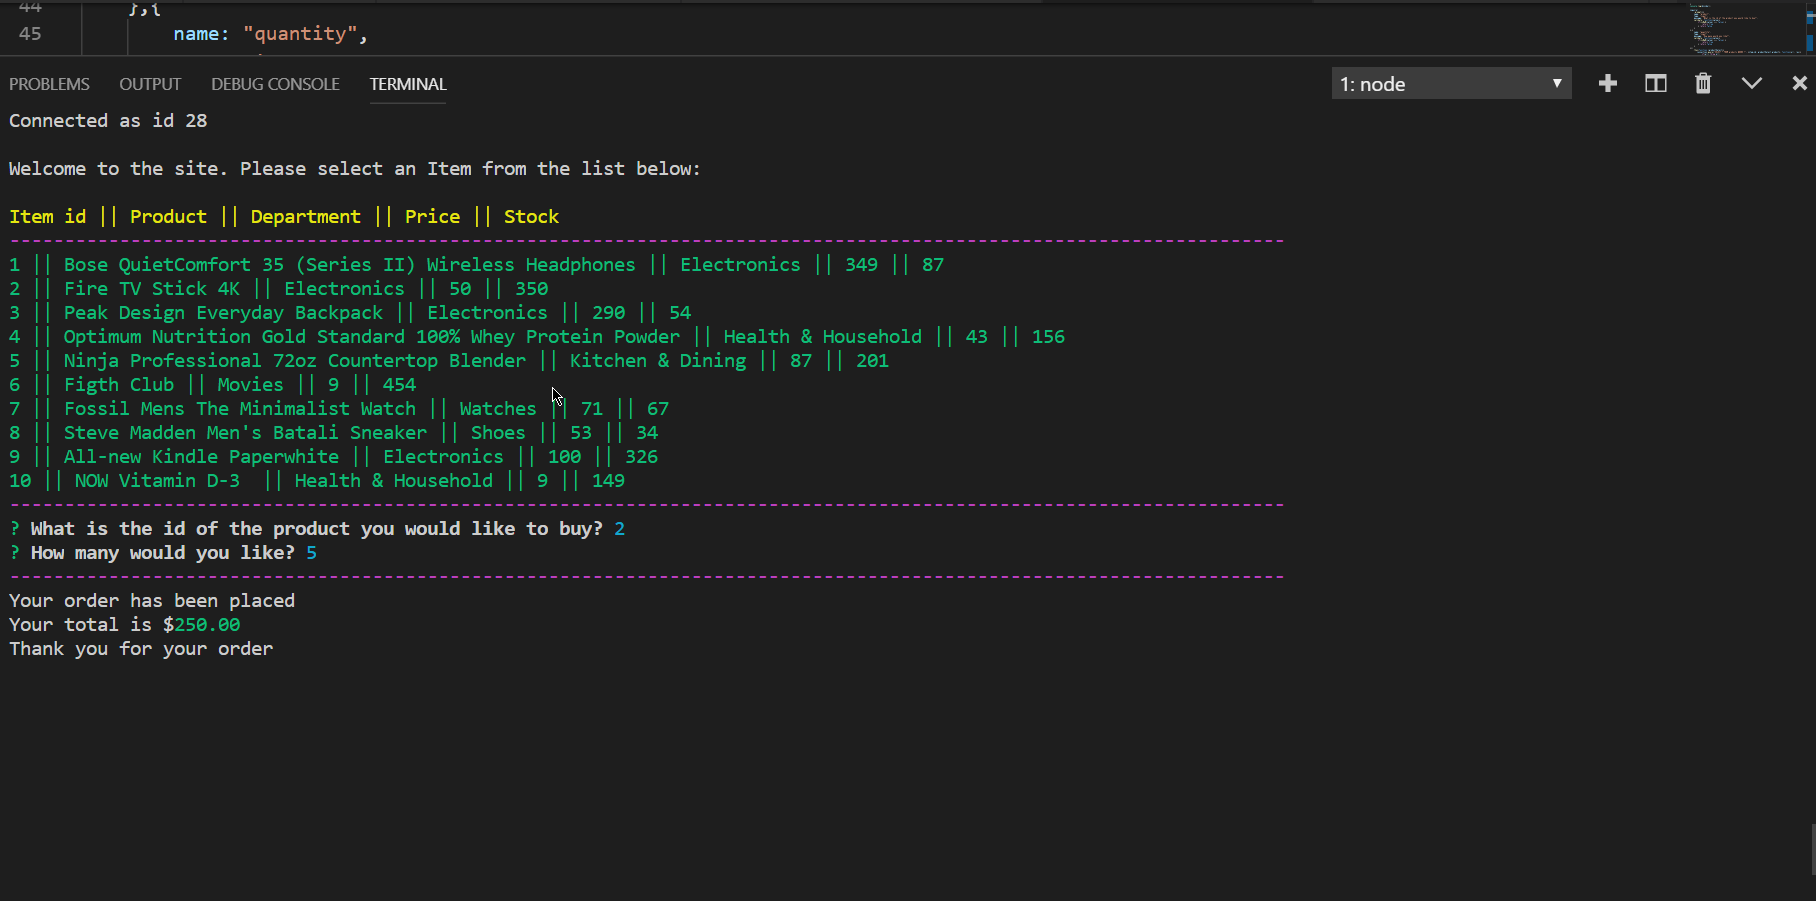 44 },{
45 name: "quantity",
PROBLEMS OUTPUT DEBUG CONSOLE TERMINAL 1: node
Connected as id 28
Welcome to the site. Please select an Item from the list below:
Item id || Product || Department || Price || Stock
--------------------------------------------------------------------------------------------------------------------
1 || Bose QuietComfort 35 (Series II) Wireless Headphones || Electronics || 349 || 87
2 || Fire TV Stick 4K || Electronics || 50 || 350
3 || Peak Design Everyday Backpack || Electronics || 290 || 54
4 || Optimum Nutrition Gold Standard 100% Whey Protein Powder || Health & Household || 43 || 156
5 || Ninja Professional 72oz Countertop Blender || Kitchen & Dining || 87 || 201
6 || Figth Club || Movies || 9 || 454
7 || Fossil Mens The Minimalist Watch || Watches || 71 || 67
8 || Steve Madden Men's Batali Sneaker || Shoes || 53 || 34
9 || All-new Kindle Paperwhite || Electronics || 100 || 326
10 || NOW Vitamin D-3  || Health & Household || 9 || 149
--------------------------------------------------------------------------------------------------------------------
? What is the id of the product you would like to buy? 2
? How many would you like? 5
--------------------------------------------------------------------------------------------------------------------
Your order has been placed
Your total is $250.00
Thank you for your order